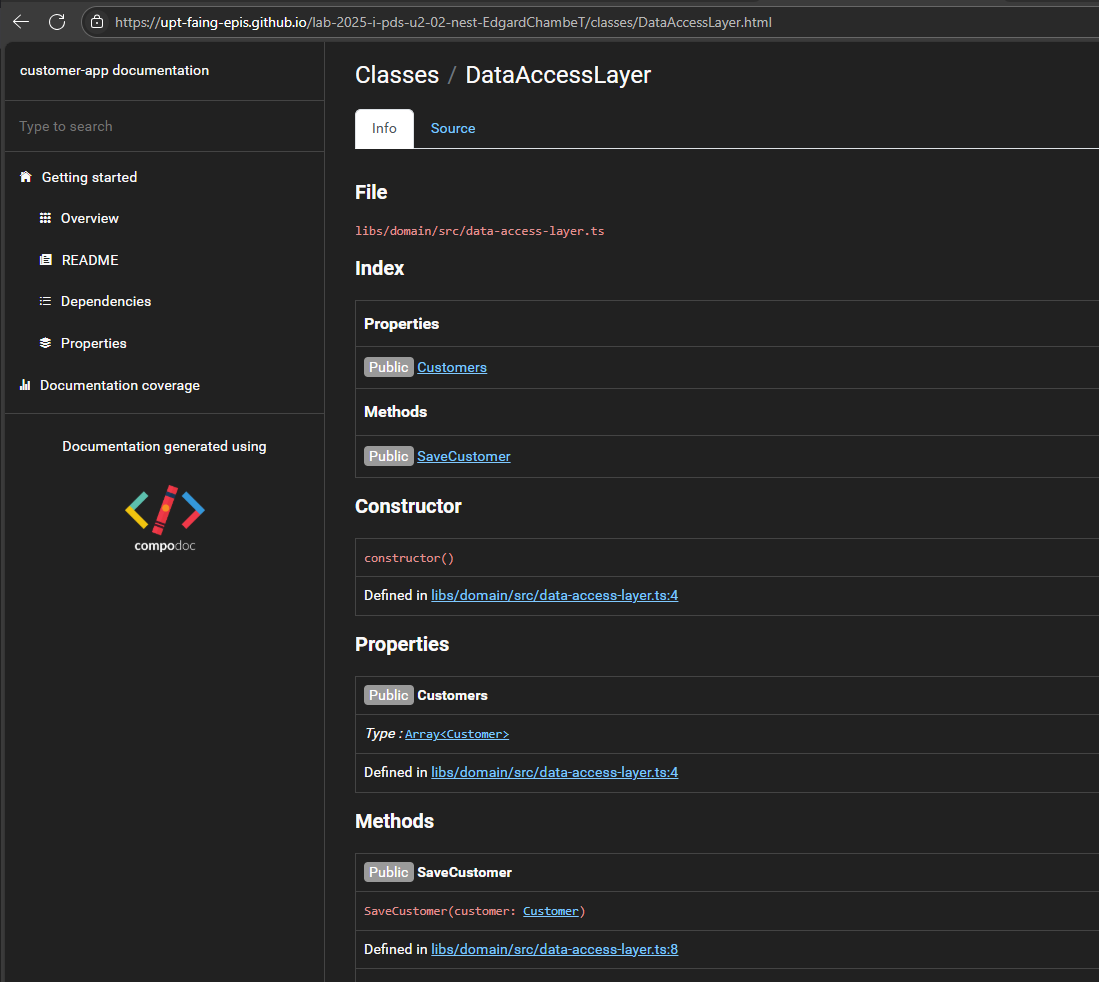 https://upt-faing-epis.github.io/lab-2025-i-pds-u2-02-nest-EdgardChambeT/classes/DataAccessLayer.html
customer-app documentation
Type to search
Getting started
Overview
README
Dependencies
Properties
Documentation coverage
Documentation generated using
compodoc
Classes / DataAccessLayer
Info Source
File
libs/domain/src/data-access-layer.ts
Index
Properties
Public Customers
Methods
Public SaveCustomer
Constructor
constructor()
Defined in libs/domain/src/data-access-layer.ts:4
Properties
Public Customers
Type : Array<Customer>
Defined in libs/domain/src/data-access-layer.ts:4
Methods
Public SaveCustomer
SaveCustomer(customer: Customer)
Defined in libs/domain/src/data-access-layer.ts:8